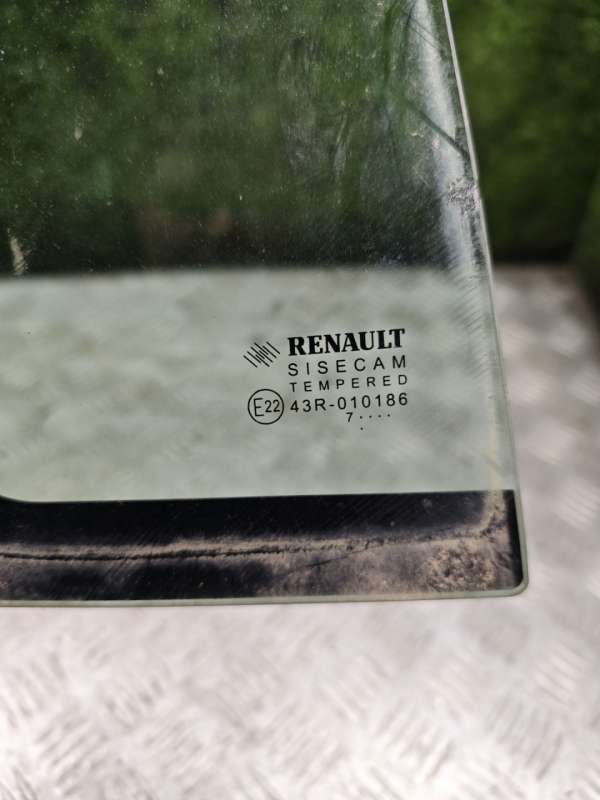 RENAULT
SISECAM
TEMPERED
E22 43R-010186
7····
·